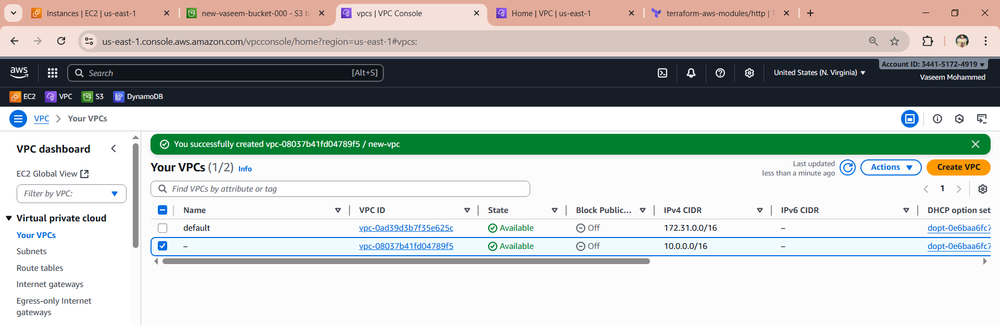 Instances | EC2 | us-east-1
new-vaseem-bucket-000 - S3 b
vpcs | VPC Console
Home | VPC | us-east-1
terraform-aws-modules/http | T
us-east-1.console.aws.amazon.com/vpcconsole/home?region=us-east-1#vpcs:
aws
Search
[Alt+S]
United States (N. Virginia)
Account ID: 3441-5172-4919
Vaseem Mohammed
EC2
VPC
S3
DynamoDB
VPC
Your VPCs
VPC dashboard
EC2 Global View
Filter by VPC:
Virtual private cloud
Your VPCs
Subnets
Route tables
Internet gateways
Egress-only Internet
gateways
You successfully created vpc-08037b41fd04789f5 / new-vpc
Your VPCs (1/2) Info
Last updated
less than a minute ago
Actions
Create VPC
Find VPCs by attribute or tag
1
Name VPC ID State Block Public... IPv4 CIDR IPv6 CIDR DHCP option set
default vpc-0ad39d3b7f35e625c Available Off 172.31.0.0/16 – dopt-0e6baa6fc7
– vpc-08037b41fd04789f5 Available Off 10.0.0.0/16 – dopt-0e6baa6fc7